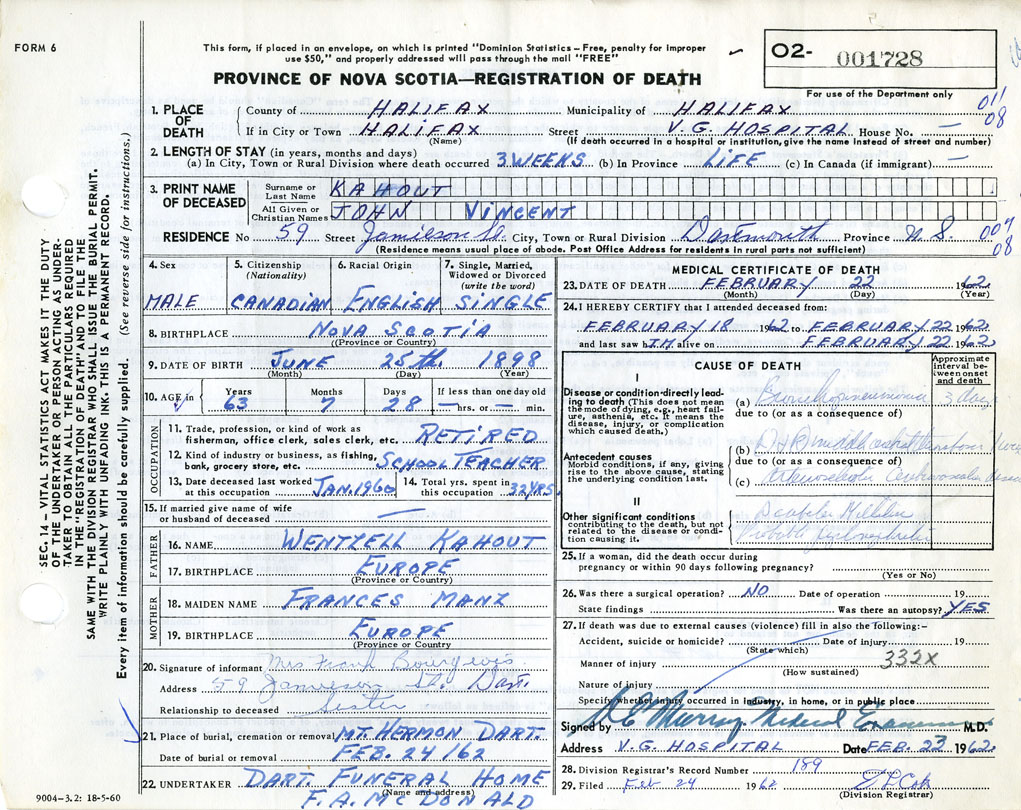 FORM 6
This form, if placed in an envelope, on which is printed "Dominion Statistics – Free, penalty for improper
use $50," and properly addressed will pass through the mail "FREE"
PROVINCE OF NOVA SCOTIA—REGISTRATION OF DEATH
02- 001728
For use of the Department only
011
08
1. PLACE OF DEATH County of HALIFAX Municipality of HALIFAX
If in City or Town HALIFAX Street V.G. HOSPITAL House No. —
(Name) (If death occurred in a hospital or institution, give name instead of street and number)
2. LENGTH OF STAY (in years, months and days)
(a) In City, Town or Rural Division where death occurred 3 WEEKS (b) In Province LIFE (c) In Canada (if immigrant) —
3. PRINT NAME OF DECEASED Surname or Last Name KAHOUT
All Given or Christian Names JOHN VINCENT
RESIDENCE No 59 Street Jamieson St. City, Town or Rural Division Dartmouth Province N.S. 007
08
(Residence means usual place of abode. Post Office Address for residents in rural parts not sufficient)
4. Sex MALE
5. Citizenship (Nationality) CANADIAN
6. Racial Origin ENGLISH
7. Single, Married, Widowed or Divorced (write the word) SINGLE
8. BIRTHPLACE NOVA SCOTIA
(Province or Country)
9. DATE OF BIRTH JUNE 25th. 1898
(Month) (Day) (Year)
10. AGE in Years 63 Months 7 Days 28 If less than one day old — hrs. or — min.
OCCUPATION
11. Trade, profession, or kind of work as
fisherman, office clerk, sales clerk, etc. RETIRED
12. Kind of industry or business, as fishing,
bank, grocery store, etc. SCHOOL TEACHER
13. Date deceased last worked at this occupation JAN. 1960
14. Total yrs. spent in this occupation 32 YRS
15. If married give name of wife
or husband of deceased —
FATHER
16. NAME WENTZELL KAHOUT
17. BIRTHPLACE EUROPE
(Province or Country)
MOTHER
18. MAIDEN NAME FRANCES MANZ
19. BIRTHPLACE EUROPE
(Province or Country)
20. Signature of informant Mrs Frank Bourgeois
Address 59 Jamieson St. Dart.
Relationship to deceased Sister
21. Place of burial, cremation or removal MT. HERMON DART.
Date of burial or removal FEB. 24/62
22. UNDERTAKER DART. FUNERAL HOME
(Name and address)
F.A. MCDONALD
9004-3.2: 18-5-60
MEDICAL CERTIFICATE OF DEATH
23. DATE OF DEATH FEBRUARY 22 1962
(Month) (Day) (Year)
24. I HEREBY CERTIFY that I attended deceased from:
FEBRUARY 18 1962 to FEBRUARY 22 1962
and last saw h IM alive on FEBRUARY 22 1962
CAUSE OF DEATH
Approximate interval between onset and death
I
Disease or condition directly leading to death (This does not mean the mode of dying, e.g., heart failure, asthenia, etc. It means the disease, injury, or complication which caused death.)
(a) Bronchopneumonia 3 days
due to (or as a consequence of)
Antecedent causes
Morbid conditions, if any, giving rise to the above cause, stating the underlying condition last.
(b)
due to (or as a consequence of)
(c)
II
Other significant conditions
contributing to the death, but not related to the disease or condition causing it.
25. If a woman, did the death occur during
pregnancy or within 90 days following pregnancy?
(Yes or No)
26. Was there a surgical operation? NO Date of operation 19
State findings Was there an autopsy? YES
27. If death was due to external causes (violence) fill in also the following:-
Accident, suicide or homicide? Date of injury 19
(State which)
Manner of injury 332X
(How sustained)
Nature of injury
Specify whether injury occurred in industry, in home, or in public place
Signed by Murray Medical Examiner M.D.
Address V.G. HOSPITAL Date FEB. 23 1962
28. Division Registrar's Record Number 189
29. Filed Feb 24 1962
(Division Registrar)
SEC. 14 – VITAL STATISTICS ACT MAKES IT THE DUTY
OF THE UNDERTAKER OR PERSON ACTING AS UNDER-
TAKER TO OBTAIN ALL THE PARTICULARS REQUIRED
IN THE "REGISTRATION OF DEATH" AND TO FILE THE
SAME WITH THE DIVISION REGISTRAR WHO SHALL ISSUE THE BURIAL PERMIT.
WRITE PLAINLY WITH UNFADING INK. THIS IS A PERMANENT RECORD.
Every item of information should be carefully supplied. (See reverse side for instructions.)